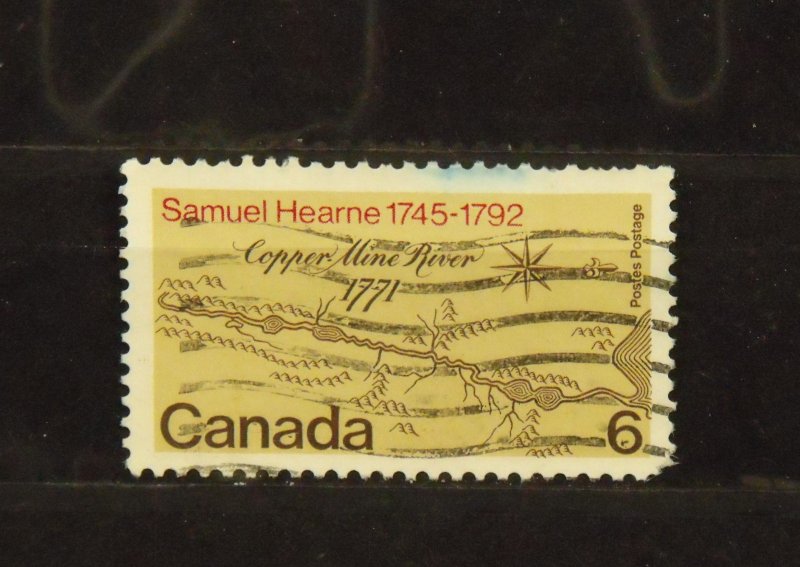 Samuel Hearne 1745-1792
Copper Mine River
1771
Postes Postage
Canada
6